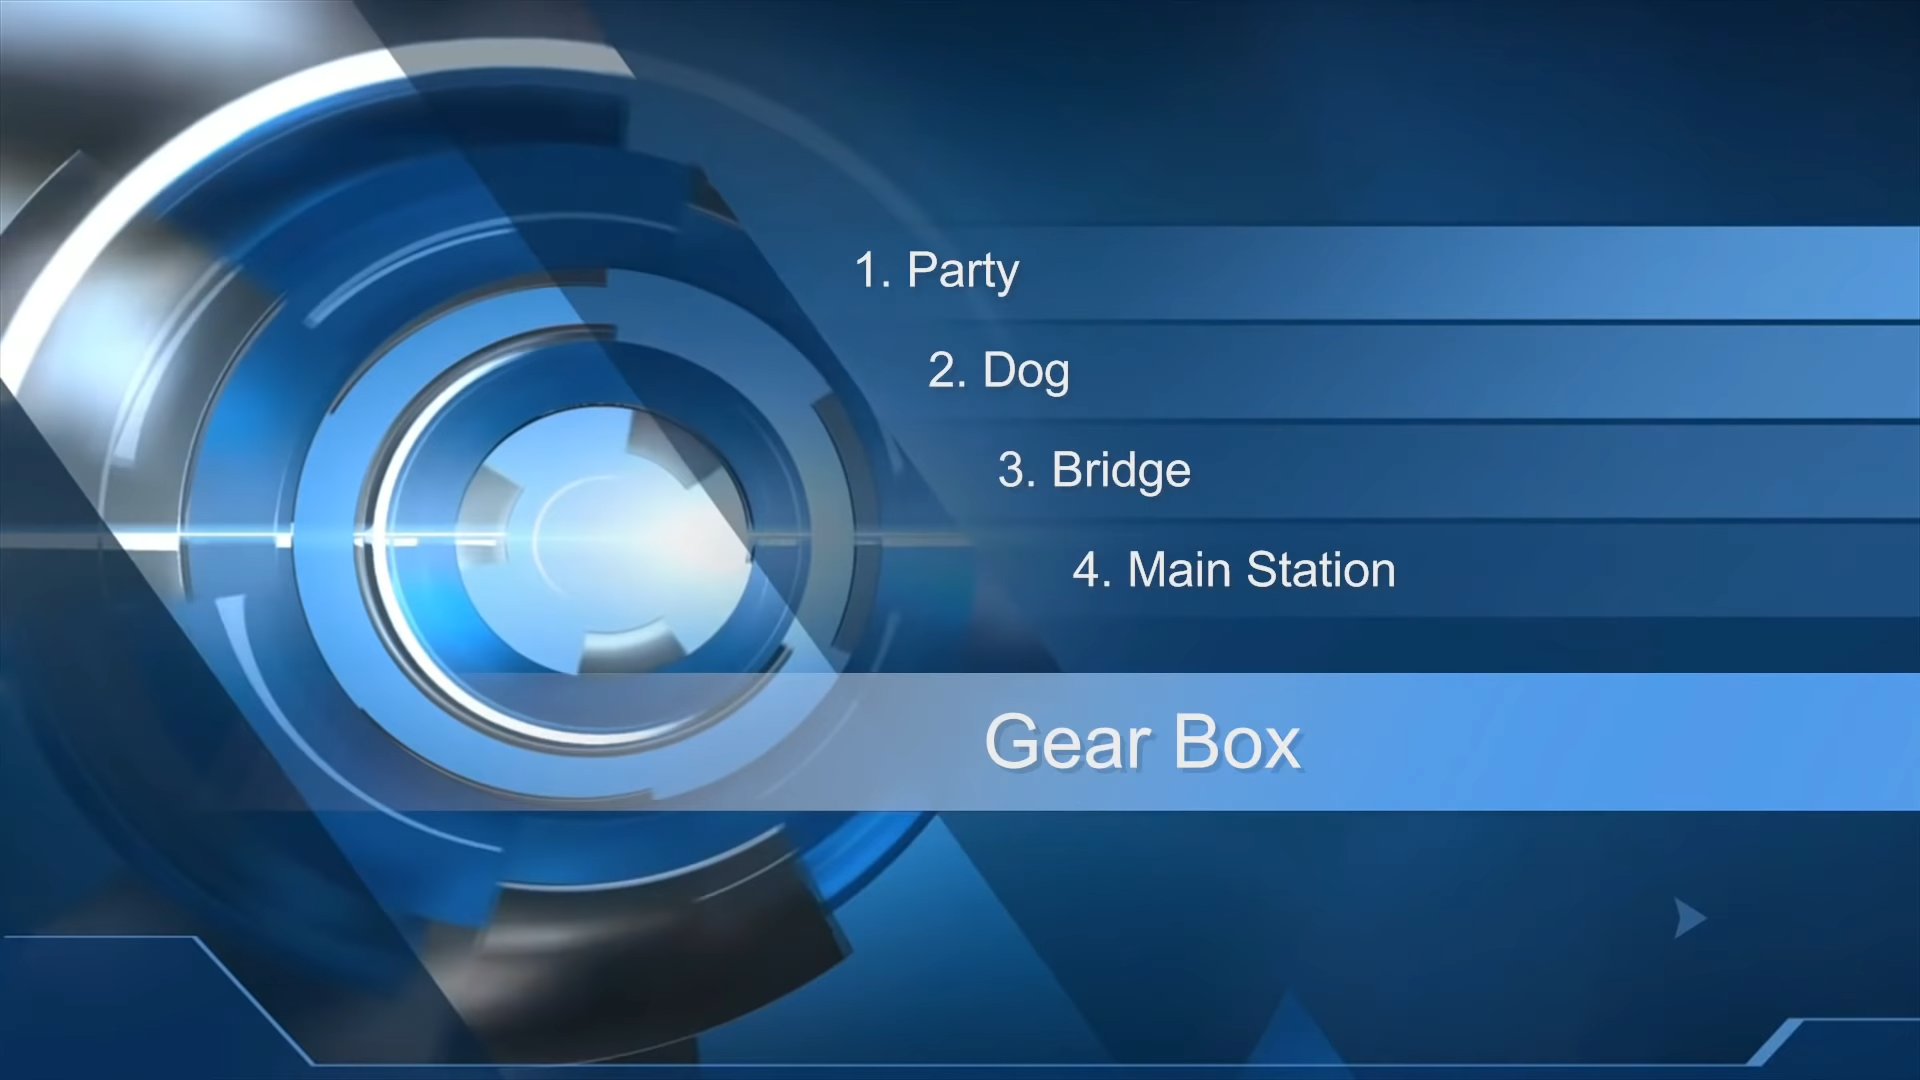 1. Party
2. Dog
3. Bridge
4. Main Station
Gear Box